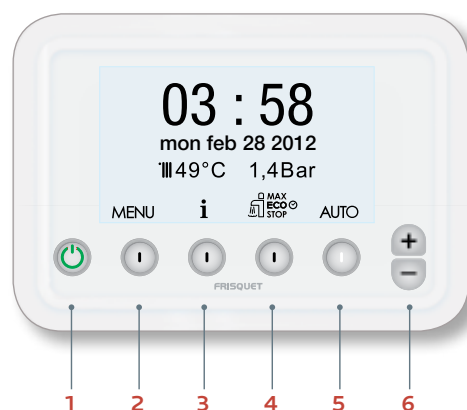 03 : 58
mon feb 28 2012
49°C 1,4Bar
MENU i MAX ECO STOP AUTO
FRISQUET
1 2 3 4 5 6